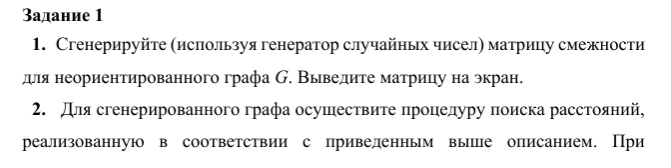 Задание 1
1. Сгенерируйте (используя генератор случайных чисел) матрицу смежности
для неориентированного графа G. Выведите матрицу на экран.
2. Для сгенерированного графа осуществите процедуру поиска расстояний,
реализованную в соответствии с приведенным выше описанием. При